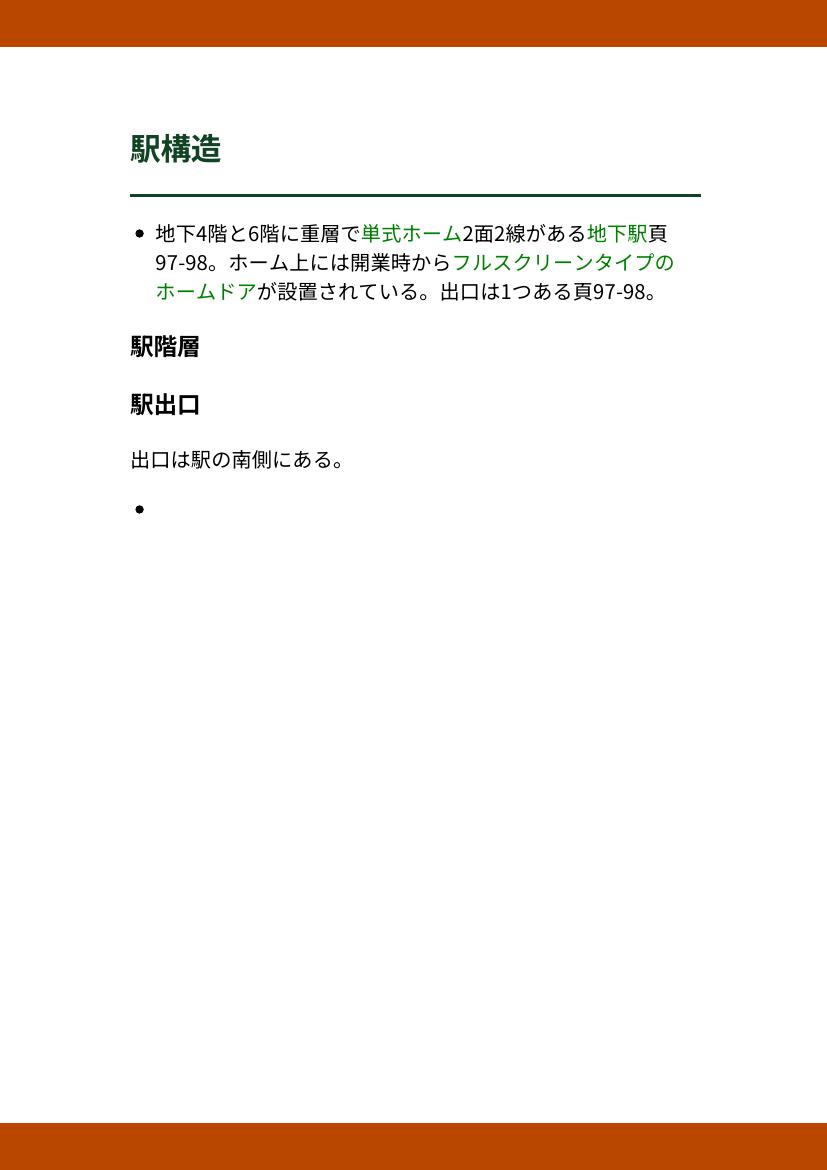 駅構造
地下4階と6階に重層で単式ホーム2面2線がある地下駅頁
97-98。ホーム上には開業時からフルスクリーンタイプの
ホームドアが設置されている。出口は1つある頁97-98。
駅階層
駅出口
出口は駅の南側にある。